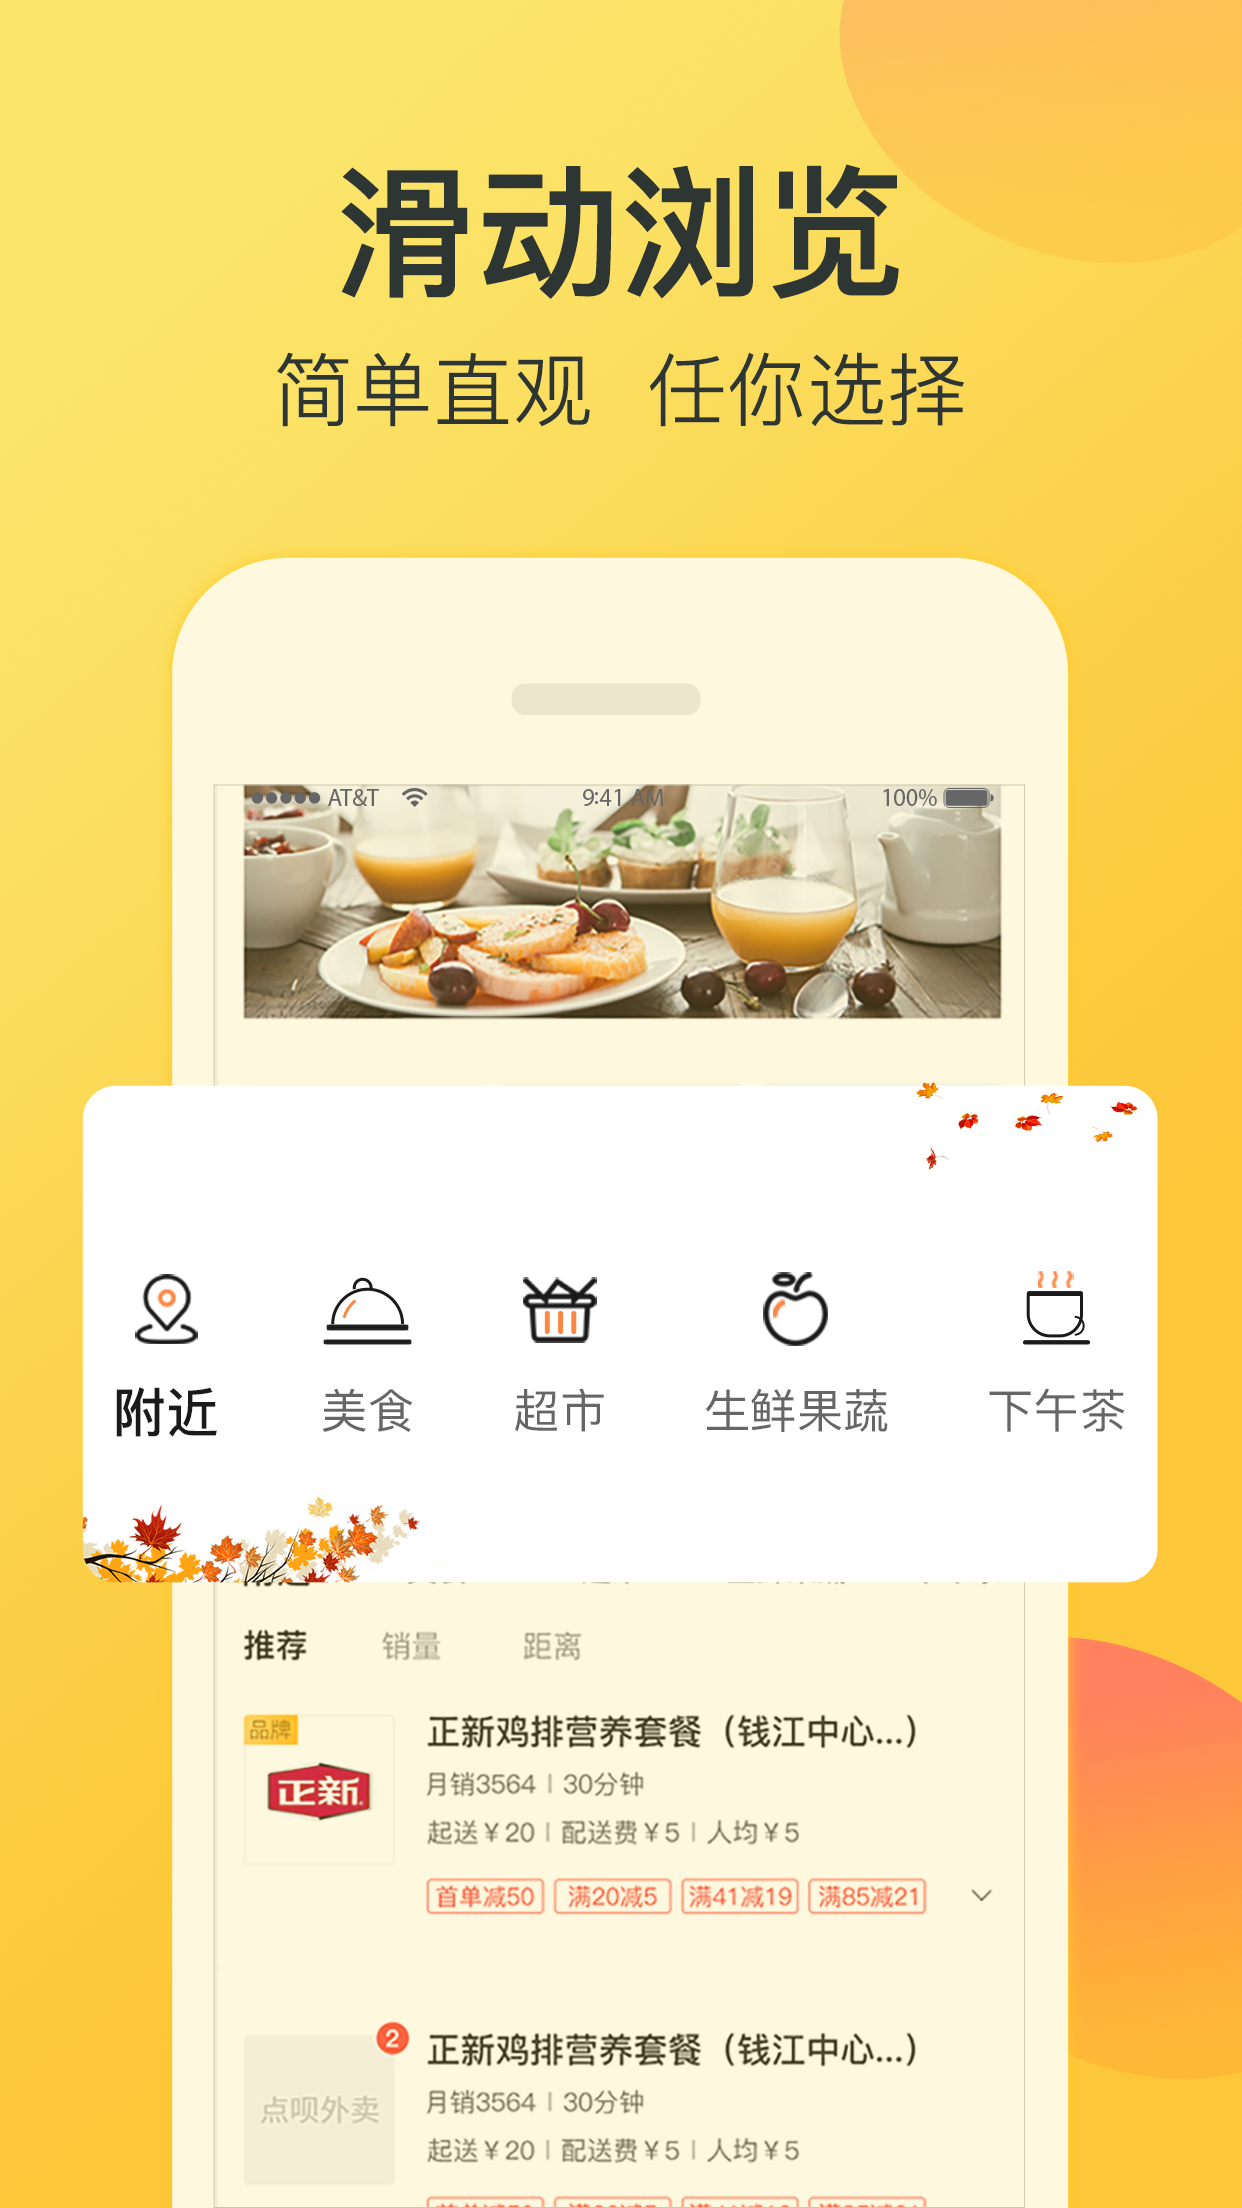 滑动浏览
简单直观 任你选择
AT&T 9:41 AM 100%
附近 美食 超市 生鲜果蔬 下午茶
推荐 销量 距离
品牌
正新
正新鸡排营养套餐（钱江中心...）
月销3564 | 30分钟
起送￥20 | 配送费￥5 | 人均￥5
首单减50 满20减5 满41减19 满85减21
2
点呗外卖
正新鸡排营养套餐（钱江中心...）
月销3564 | 30分钟
起送￥20 | 配送费￥5 | 人均￥5